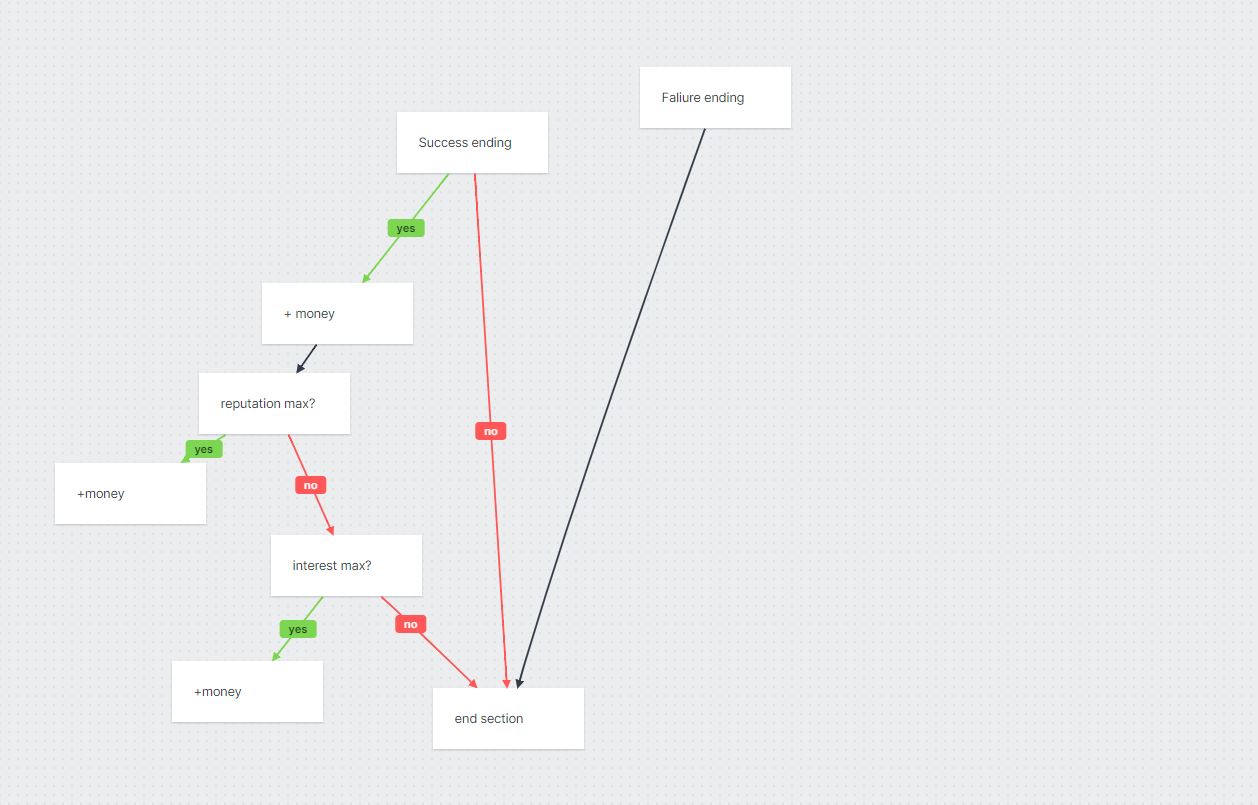 Faliure ending
Success ending
yes
+ money
reputation max?
no
yes
no
+money
interest max?
no
yes
+money
end section